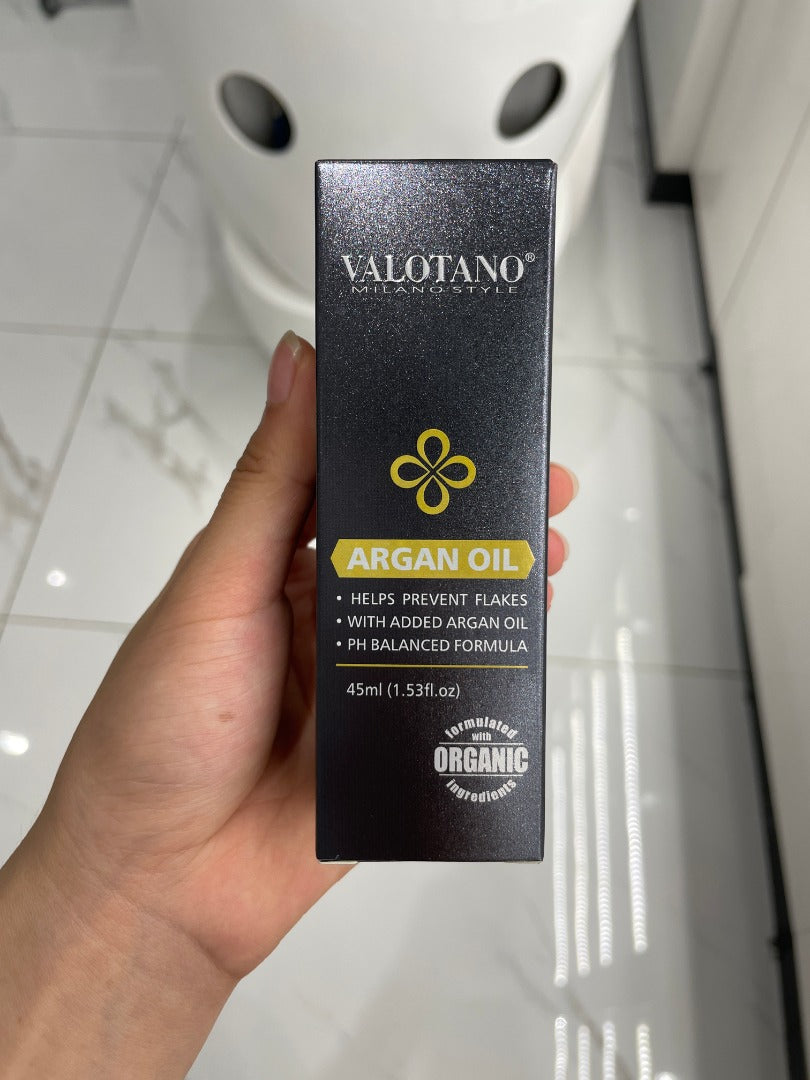 VALOTANO®
MILANO STYLE
ARGAN OIL
• HELPS PREVENT FLAKES
• WITH ADDED ARGAN OIL
• PH BALANCED FORMULA
45ml (1.53fl.oz)
formulated
with
ORGANIC
ingredients